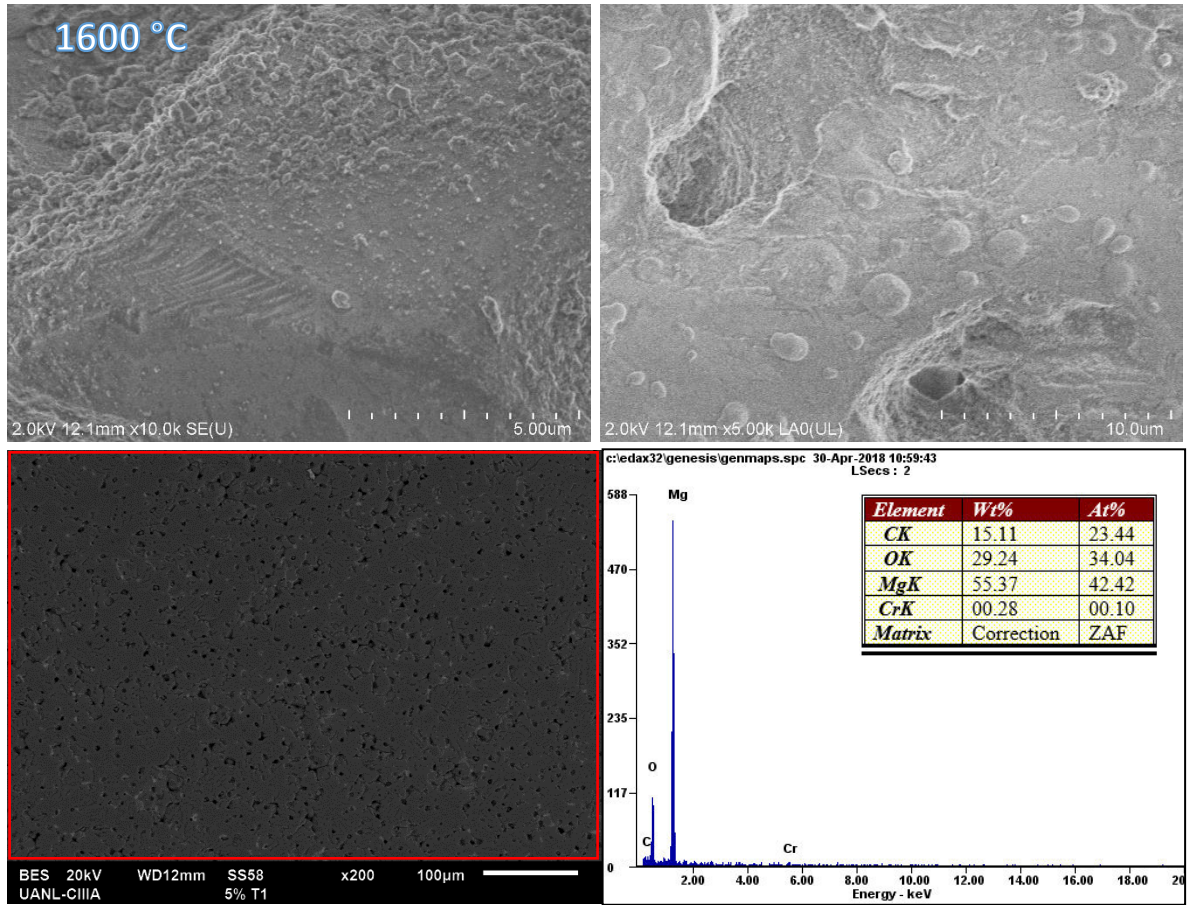 1600 °C
2.0kV 12.1mm x10.0k SE(U) 5.00um
2.0kV 12.1mm x5.00k LA0(UL) 10.0um
BES 20kV WD12mm SS58 x200 100µm
UANL-CIIIA 5% T1
c:\edax32\genesis\genmaps.spc 30-Apr-2018 10:59:43
LSecs : 2
588
470
352
235
117
0
Mg
O
C
Cr
Element Wt% At%
CK 15.11 23.44
OK 29.24 34.04
MgK 55.37 42.42
CrK 00.28 00.10
Matrix Correction ZAF
2.00 4.00 6.00 8.00 10.00 12.00 14.00 16.00 18.00 20
Energy - keV